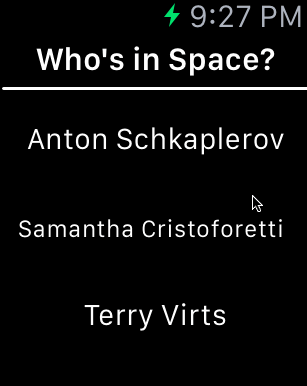 9:27 PM
Who's in Space?
Anton Schkaplerov
Samantha Cristoforetti
Terry Virts